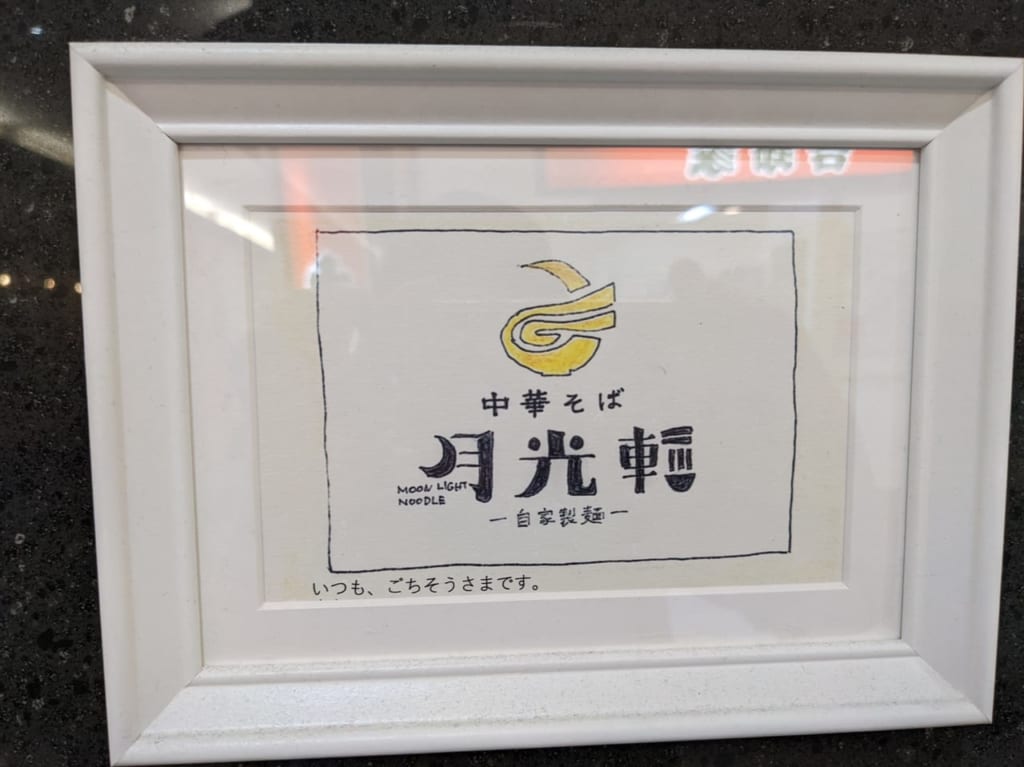 中華そば
月光軒
MOON LIGHT
NOODLE
ー自家製麺ー
いつも、ごちそうさまです。